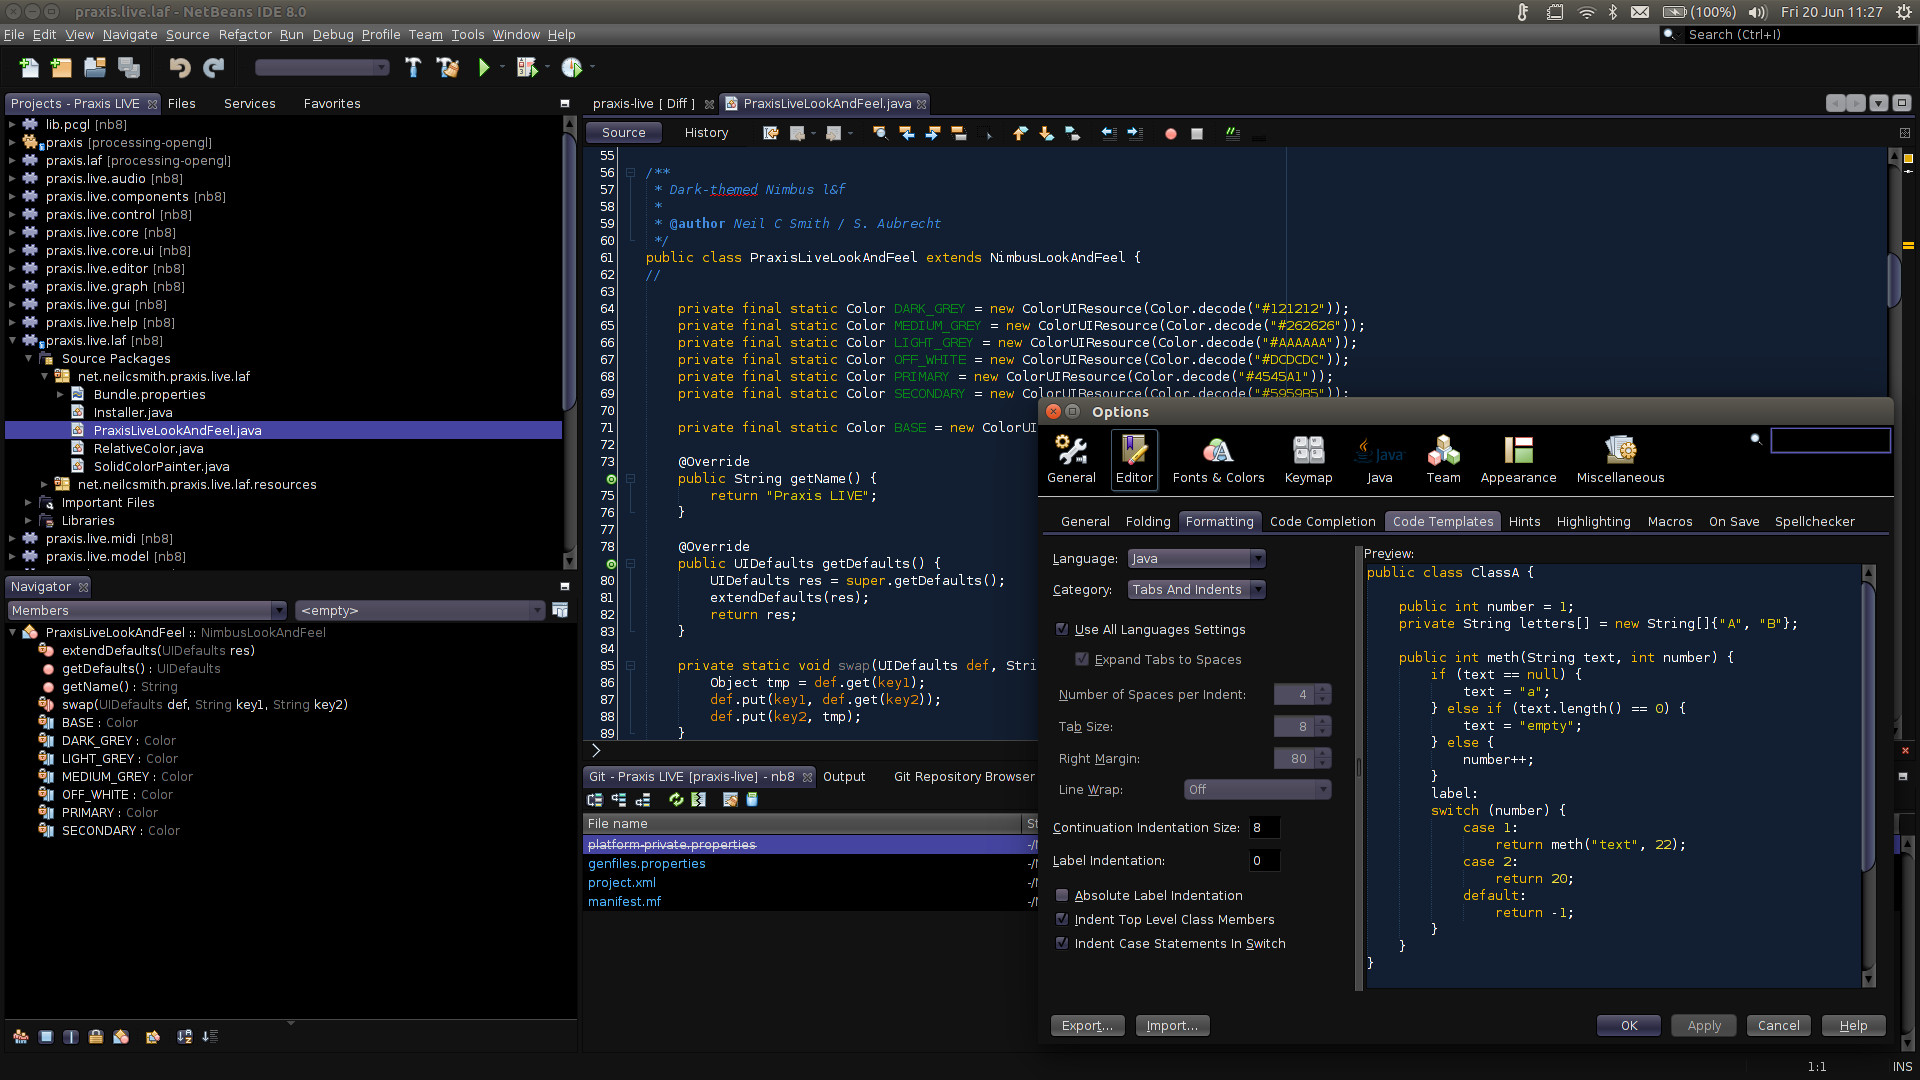 praxis.live.laf - NetBeans IDE 8.0
(100%)
Fri 20 Jun 11:27
File Edit View Navigate Source Refactor Run Debug Profile Team Tools Window Help
Search (Ctrl+I)
Projects - Praxis LIVE
Files
Services
Favorites
lib.pcgl [nb8]
praxis [processing-opengl]
praxis.laf [processing-opengl]
praxis.live.audio [nb8]
praxis.live.components [nb8]
praxis.live.control [nb8]
praxis.live.core [nb8]
praxis.live.core.ui [nb8]
praxis.live.editor [nb8]
praxis.live.graph [nb8]
praxis.live.gui [nb8]
praxis.live.help [nb8]
praxis.live.laf [nb8]
Source Packages
net.neilcsmith.praxis.live.laf
Bundle.properties
Installer.java
PraxisLiveLookAndFeel.java
RelativeColor.java
SolidColorPainter.java
net.neilcsmith.praxis.live.laf.resources
Important Files
Libraries
praxis.live.midi [nb8]
praxis.live.model [nb8]
Navigator
Members
<empty>
PraxisLiveLookAndFeel :: NimbusLookAndFeel
extendDefaults(UIDefaults res)
getDefaults() : UIDefaults
getName() : String
swap(UIDefaults def, String key1, String key2)
BASE : Color
DARK_GREY : Color
LIGHT_GREY : Color
MEDIUM_GREY : Color
OFF_WHITE : Color
PRIMARY : Color
SECONDARY : Color
praxis-live [ Diff ]
PraxisLiveLookAndFeel.java
Source
History
55
56 /**
57 * Dark-themed Nimbus l&f
58 *
59 * @author Neil C Smith / S. Aubrecht
60 */
61 public class PraxisLiveLookAndFeel extends NimbusLookAndFeel {
62 //
63
64 private final static Color DARK_GREY = new ColorUIResource(Color.decode("#121212"));
65 private final static Color MEDIUM_GREY = new ColorUIResource(Color.decode("#262626"));
66 private final static Color LIGHT_GREY = new ColorUIResource(Color.decode("#AAAAAA"));
67 private final static Color OFF_WHITE = new ColorUIResource(Color.decode("#DCDCDC"));
68 private final static Color PRIMARY = new ColorUIResource(Color.decode("#4545A1"));
69 private final static Color SECONDARY = new ColorUIResource(Color.decode("#5959B5"));
70
71 private final static Color BASE = new ColorUI
72
73 @Override
public String getName() {
75 return "Praxis LIVE";
76 }
77
78 @Override
public UIDefaults getDefaults() {
80 UIDefaults res = super.getDefaults();
81 extendDefaults(res);
82 return res;
83 }
84
85 private static void swap(UIDefaults def, Stri
86 Object tmp = def.get(key1);
87 def.put(key1, def.get(key2));
88 def.put(key2, tmp);
89 }
Git - Praxis LIVE [praxis-live] - nb8
Output
Git Repository Browser
File name
St
platform-private.properties -/N
genfiles.properties -/N
project.xml -/N
manifest.mf -/N
Options
General
Editor
Fonts & Colors
Keymap
Java
Java
Team
Appearance
Miscellaneous
General Folding Formatting Code Completion Code Templates Hints Highlighting Macros On Save Spellchecker
Language: Java
Category: Tabs And Indents
Use All Languages Settings
Expand Tabs to Spaces
Number of Spaces per Indent: 4
Tab Size: 8
Right Margin: 80
Line Wrap: Off
Continuation Indentation Size: 8
Label Indentation: 0
Absolute Label Indentation
Indent Top Level Class Members
Indent Case Statements In Switch
Preview:
public class ClassA {
public int number = 1;
private String letters[] = new String[]{"A", "B"};
public int meth(String text, int number) {
if (text == null) {
text = "a";
} else if (text.length() == 0) {
text = "empty";
} else {
number++;
}
label:
switch (number) {
case 1:
return meth("text", 22);
case 2:
return 20;
default:
return -1;
}
}
}
Export...
Import...
OK
Apply
Cancel
Help
1:1
INS